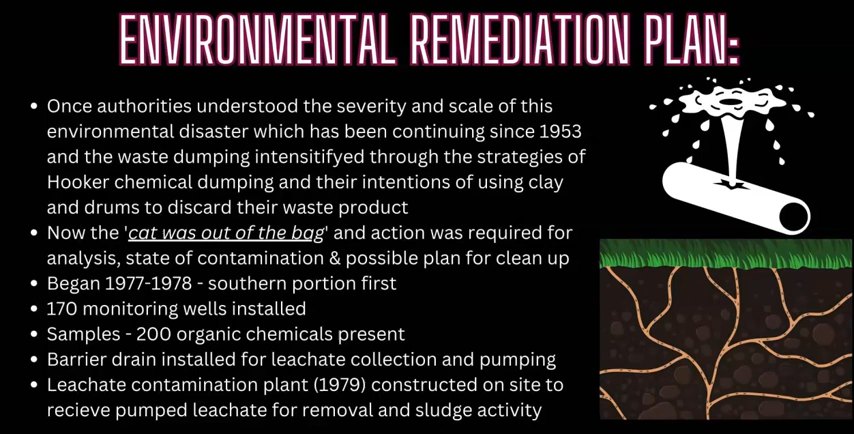 ENVIRONMENTAL REMEDIATION PLAN:
• Once authorities understood the severity and scale of this
environmental disaster which has been continuing since 1953
and the waste dumping intensitifyed through the strategies of
Hooker chemical dumping and their intentions of using clay
and drums to discard their waste product
• Now the 'cat was out of the bag' and action was required for
analysis, state of contamination & possible plan for clean up
• Began 1977-1978 - southern portion first
• 170 monitoring wells installed
• Samples - 200 organic chemicals present
• Barrier drain installed for leachate collection and pumping
• Leachate contamination plant (1979) constructed on site to
recieve pumped leachate for removal and sludge activity